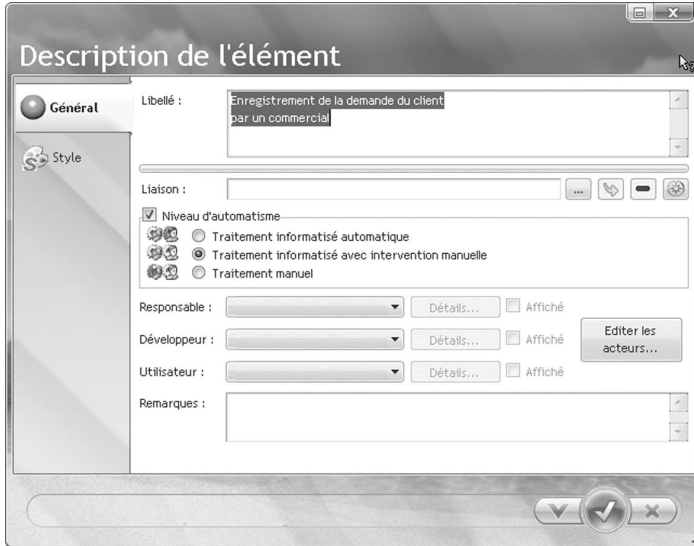 Description de l'élément
Général
Style
Libellé :
Enregistrement de la demande du client
par un commercial
Liaison :
...
Niveau d'automatisme
Traitement informatisé automatique
Traitement informatisé avec intervention manuelle
Traitement manuel
Responsable :
Détails...
Affiché
Développeur :
Détails...
Affiché
Editer les
acteurs...
Utilisateur :
Détails...
Affiché
Remarques :